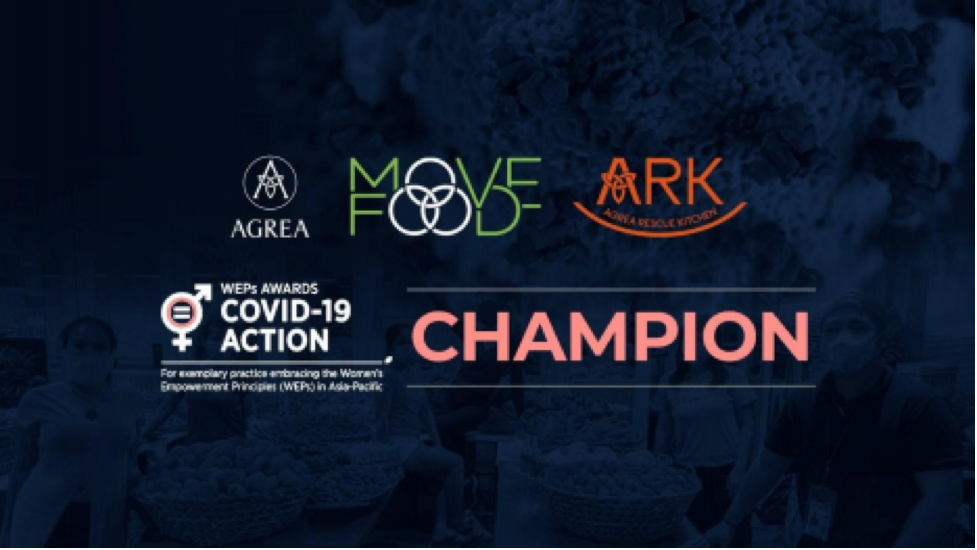 AGREA
MOVE
FOOD
ARK
AGREA RESCUE KITCHEN
WEPs AWARDS
COVID-19
ACTION
For exemplary practice embracing the Women's
Empowerment Principles (WEPs) in Asia-Pacific
CHAMPION